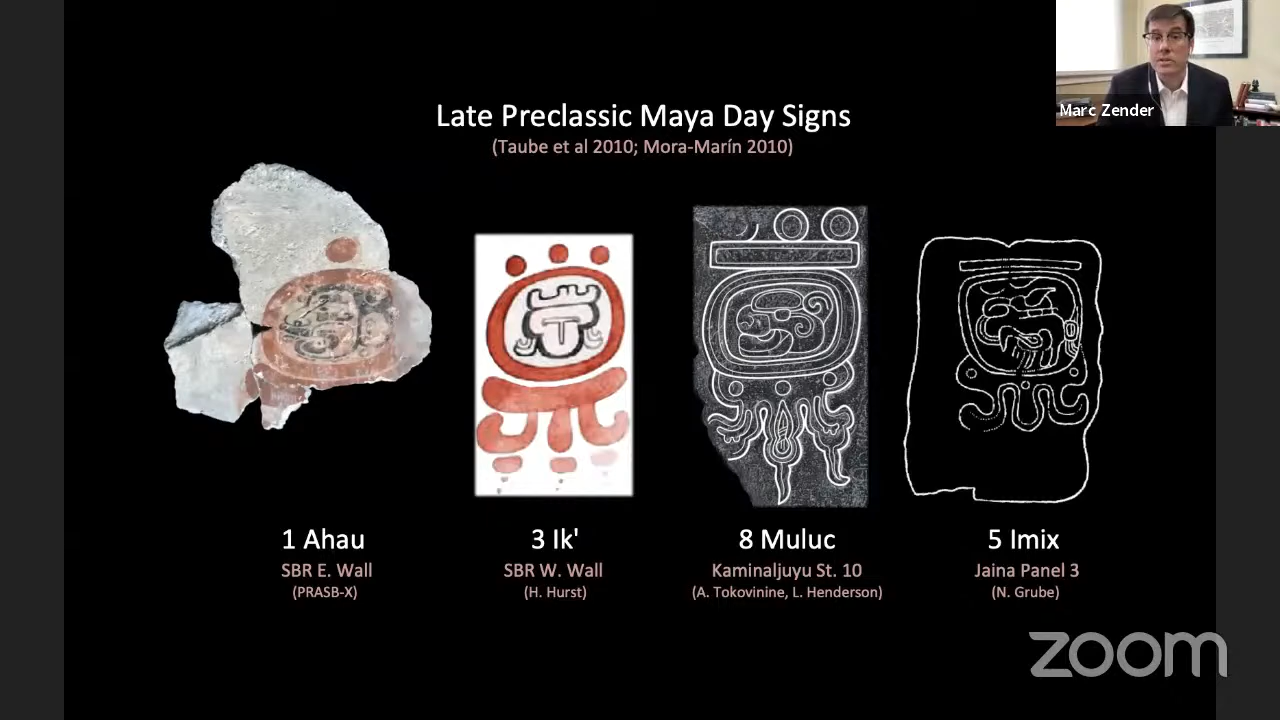 Marc Zender
Late Preclassic Maya Day Signs
(Taube et al 2010; Mora-Marín 2010)
1 Ahau
SBR E. Wall
(PRASB-X)
3 Ik'
SBR W. Wall
(H. Hurst)
8 Muluc
Kaminaljuyu St. 10
(A. Tokovinine, L. Henderson)
5 Imix
Jaina Panel 3
(N. Grube)
zoom